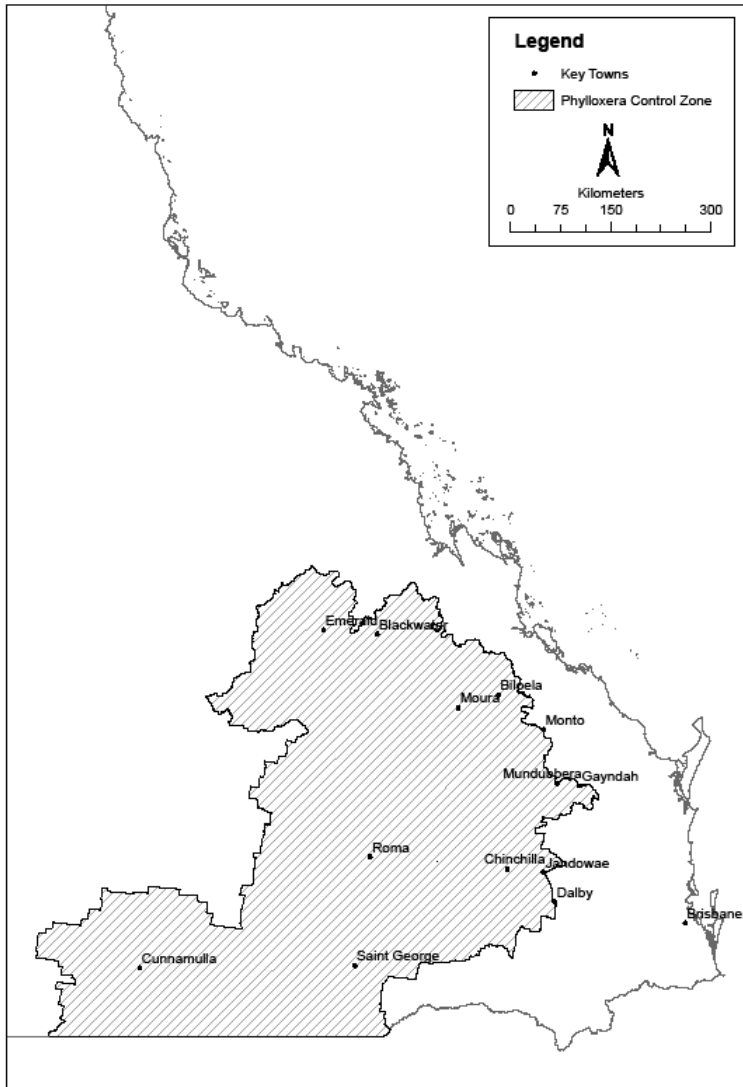 Legend
Key Towns
Phylloxera Control Zone
N
Kilometers
0 75 150 300
Emerald
Blackwater
Biloela
Moura
Monto
Mundubbera
Gayndah
Roma
Chinchilla
Jandowae
Dalby
Brisbane
Cunnamulla
Saint George